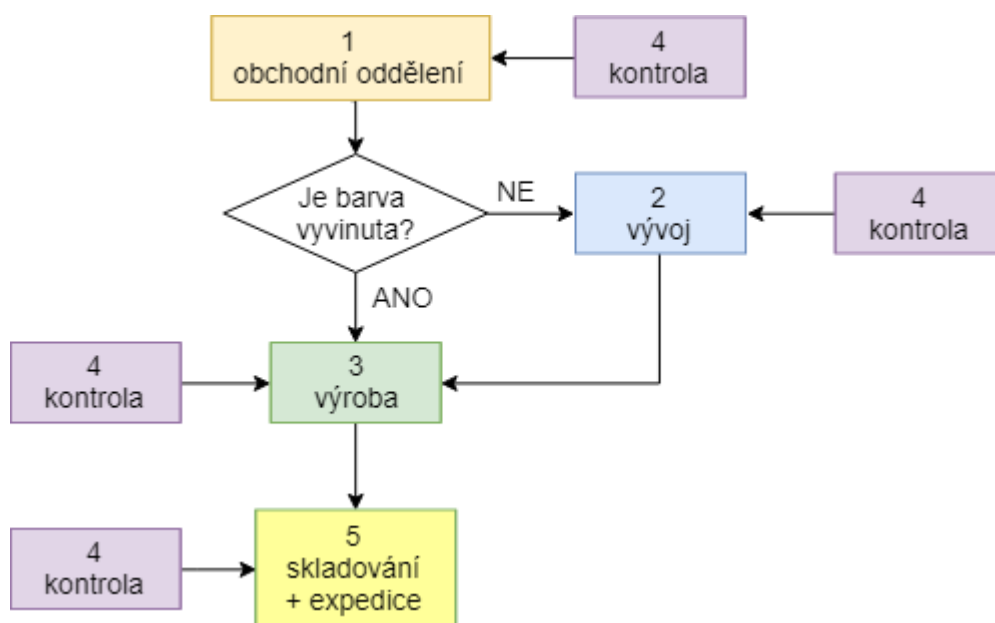 1
obchodní oddělení
4
kontrola
Je barva
vyvinuta?
NE
2
vývoj
4
kontrola
ANO
4
kontrola
3
výroba
4
kontrola
5
skladování
+ expedice